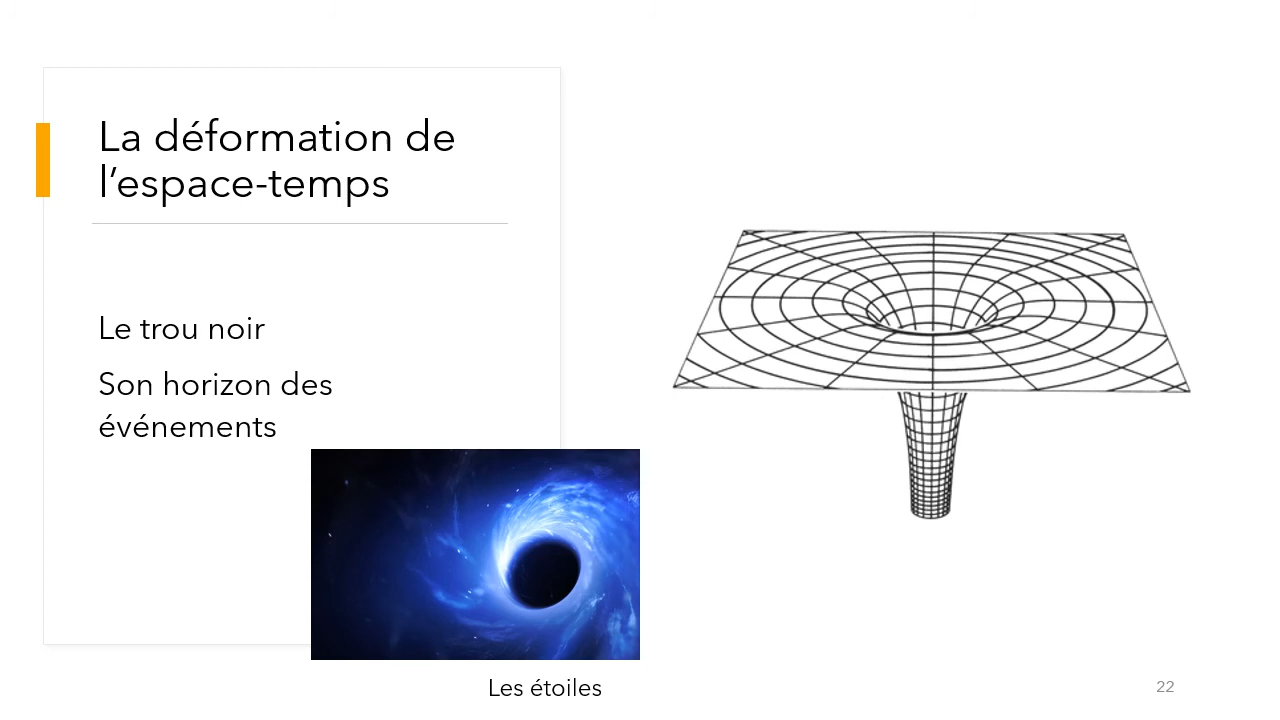 La déformation de
l’espace-temps
Le trou noir
Son horizon des
événements
Les étoiles
22